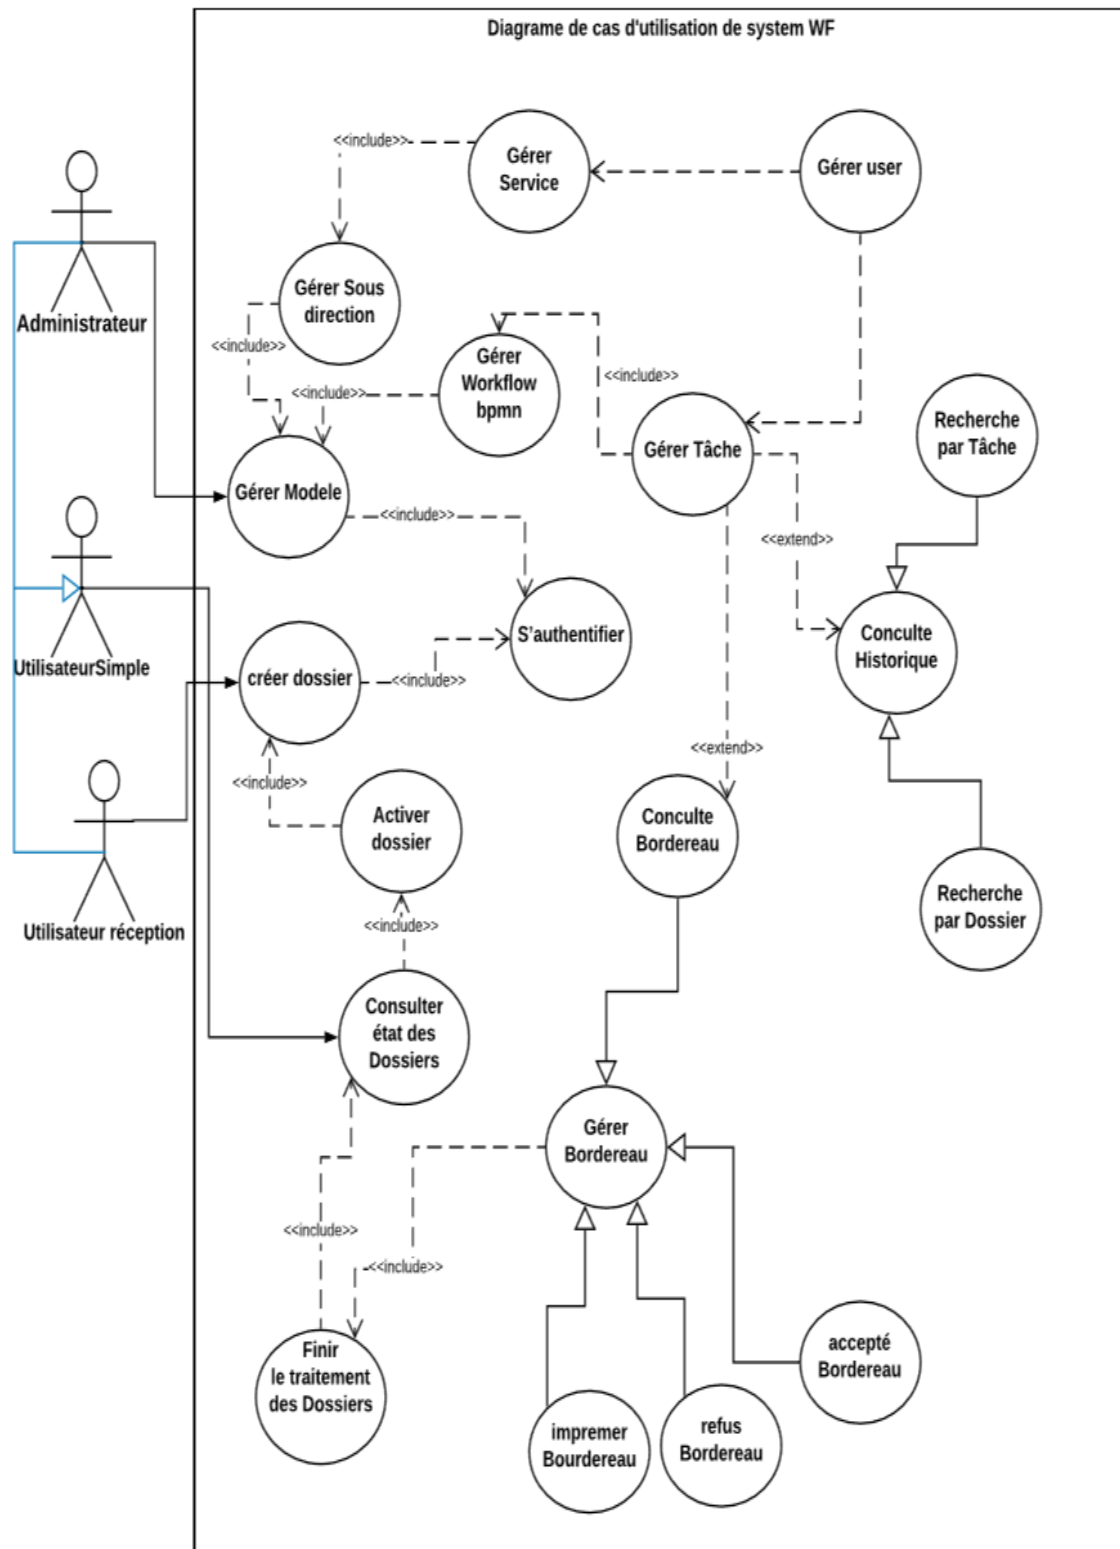 Diagrame de cas d'utilisation de system WF
<<include>>
Gérer
Service
Gérer user
Administrateur
Gérer Sous
direction
<<include>>
Gérer
Workflow
bpmn
<<include>>
<<include>>
Gérer Tâche
Recherche
par Tâche
Gérer Modele
<<include>>
<<extend>>
UtilisateurSimple
créer dossier
<<include>>
S'authentifier
Conculte
Historique
<<include>>
<<extend>>
Activer
dossier
Conculte
Bordereau
Recherche
par Dossier
Utilisateur réception
<<include>>
Consulter
état des
Dossiers
Gérer
Bordereau
<<include>>
<<include>>
Finir
le traitement
des Dossiers
accepté
Bordereau
impremer
Bourdereau
refus
Bordereau